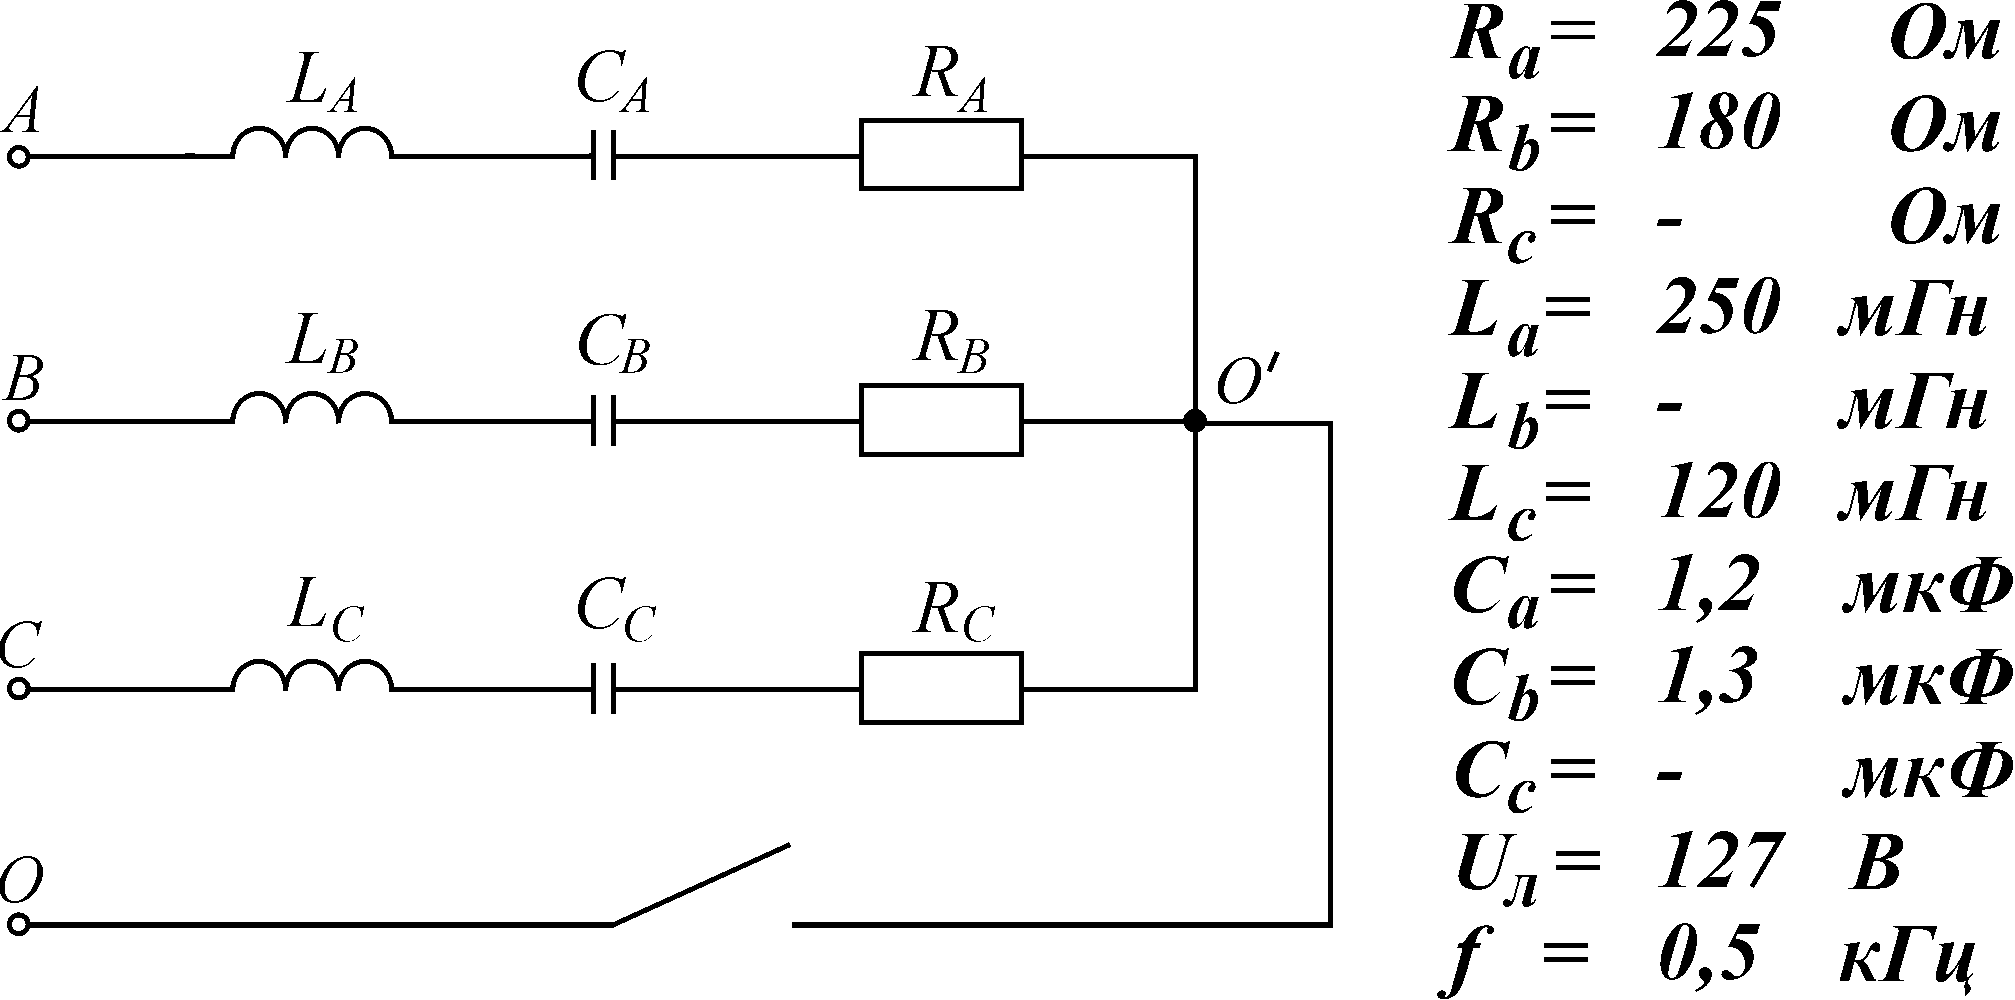 A L_A C_A R_A
B L_B C_B R_B O′
C L_C C_C R_C
O
R_a = 225 Ом
R_b = 180 Ом
R_c = - Ом
L_a = 250 мГн
L_b = - мГн
L_c = 120 мГн
C_a = 1,2 мкФ
C_b = 1,3 мкФ
C_c = - мкФ
U_л = 127 В
f = 0,5 кГц